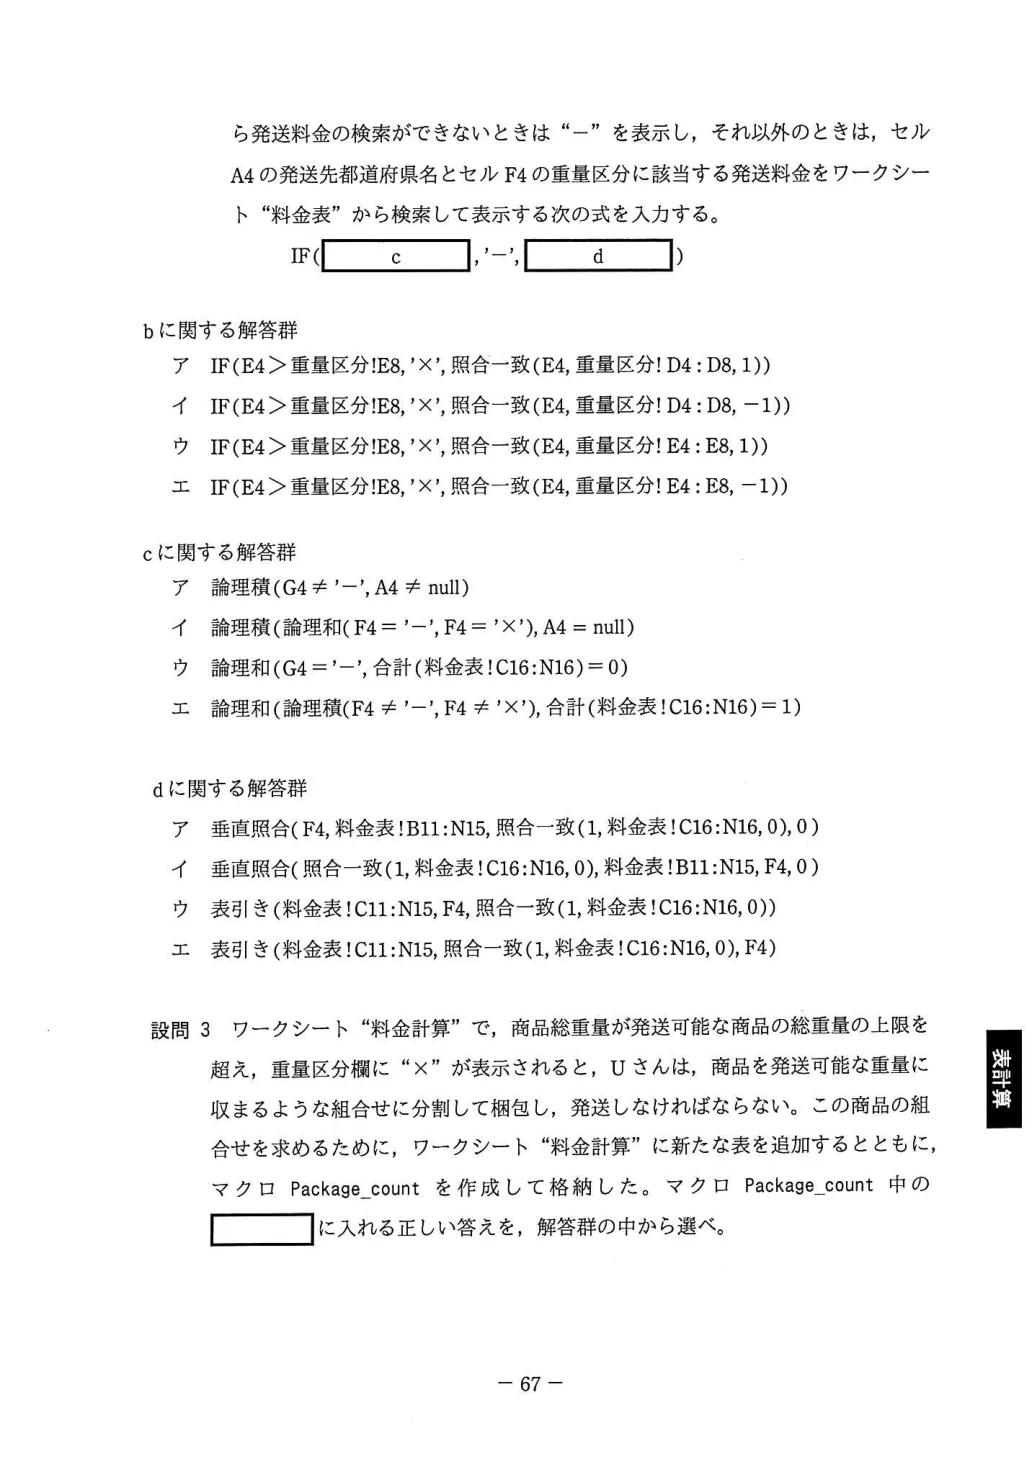 ら発送料金の検索ができないときは“－”を表示し，それ以外のときは，セル
A4の発送先都道府県名とセルF4の重量区分に該当する発送料金をワークシー
ト“料金表”から検索して表示する次の式を入力する。
IF( c ,’－’, d )
bに関する解答群
ア IF(E4＞重量区分!E8,’×’,照合一致(E4,重量区分!D4:D8,1))
イ IF(E4＞重量区分!E8,’×’,照合一致(E4,重量区分!D4:D8,－1))
ウ IF(E4＞重量区分!E8,’×’,照合一致(E4,重量区分!E4:E8,1))
エ IF(E4＞重量区分!E8,’×’,照合一致(E4,重量区分!E4:E8,－1))
cに関する解答群
ア 論理積(G4≠’－’,A4≠null)
イ 論理積(論理和(F4=’－’,F4=’×’),A4=null)
ウ 論理和(G4=’－’,合計(料金表!C16:N16)=0)
エ 論理和(論理積(F4≠’－’,F4≠’×’),合計(料金表!C16:N16)=1)
dに関する解答群
ア 垂直照合(F4,料金表!B11:N15,照合一致(1,料金表!C16:N16,0),0)
イ 垂直照合(照合一致(1,料金表!C16:N16,0),料金表!B11:N15,F4,0)
ウ 表引き(料金表!C11:N15,F4,照合一致(1,料金表!C16:N16,0))
エ 表引き(料金表!C11:N15,照合一致(1,料金表!C16:N16,0),F4)
設問3 ワークシート“料金計算”で，商品総重量が発送可能な商品の総重量の上限を
超え，重量区分欄に“×”が表示されると，Uさんは，商品を発送可能な重量に
収まるような組合せに分割して梱包し，発送しなければならない。この商品の組
合せを求めるために，ワークシート“料金計算”に新たな表を追加するとともに，
マクロ Package_count を作成して格納した。マクロ Package_count 中の
に入れる正しい答えを，解答群の中から選べ。
表計算
－ 67 －